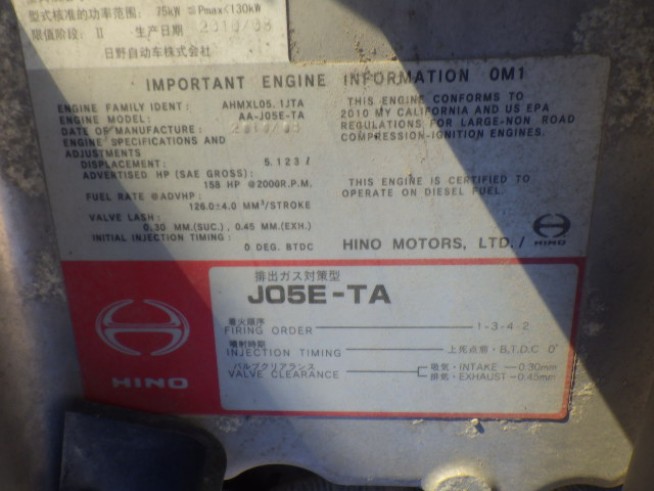 型式核准的功率范围: 75kW ≦Pmax<130kW
限值阶段: Ⅱ 生产日期 2010/08
日野自动车株式会社
IMPORTANT ENGINE INFORMATION OM1
ENGINE FAMILY IDENT: AHMXL05.1JTA
ENGINE MODEL: AA-J05E-TA
DATE OF MANUFACTURE:
ENGINE SPECIFICATIONS AND
ADJUSTMENTS
DISPLACEMENT: 5.123ℓ
ADVERTISED HP (SAE GROSS):
158 HP @2000R.P.M.
FUEL RATE @ADVHP:
126.0±4.0 MM³/STROKE
VALVE LASH:
0.30 MM.(SUC.), 0.45 MM.(EXH.)
INITIAL INJECTION TIMING:
0 DEG. BTDC
THIS ENGINE CONFORMS TO
2010 MY CALIFORNIA AND US EPA
REGULATIONS FOR LARGE-NON ROAD
COMPRESSION-IGNITION ENGINES.
THIS ENGINE IS CERTIFIED TO
OPERATE ON DIESEL FUEL.
HINO MOTORS, LTD./ HINO
HINO
排出ガス対策型
J05E-TA
着火順序
FIRING ORDER 1-3-4-2
噴射時期
INJECTION TIMING 上死点前・B.T.D.C 0°
バルブクリアランス
VALVE CLEARANCE
吸気・INTAKE 0.30mm
排気・EXHAUST 0.45mm